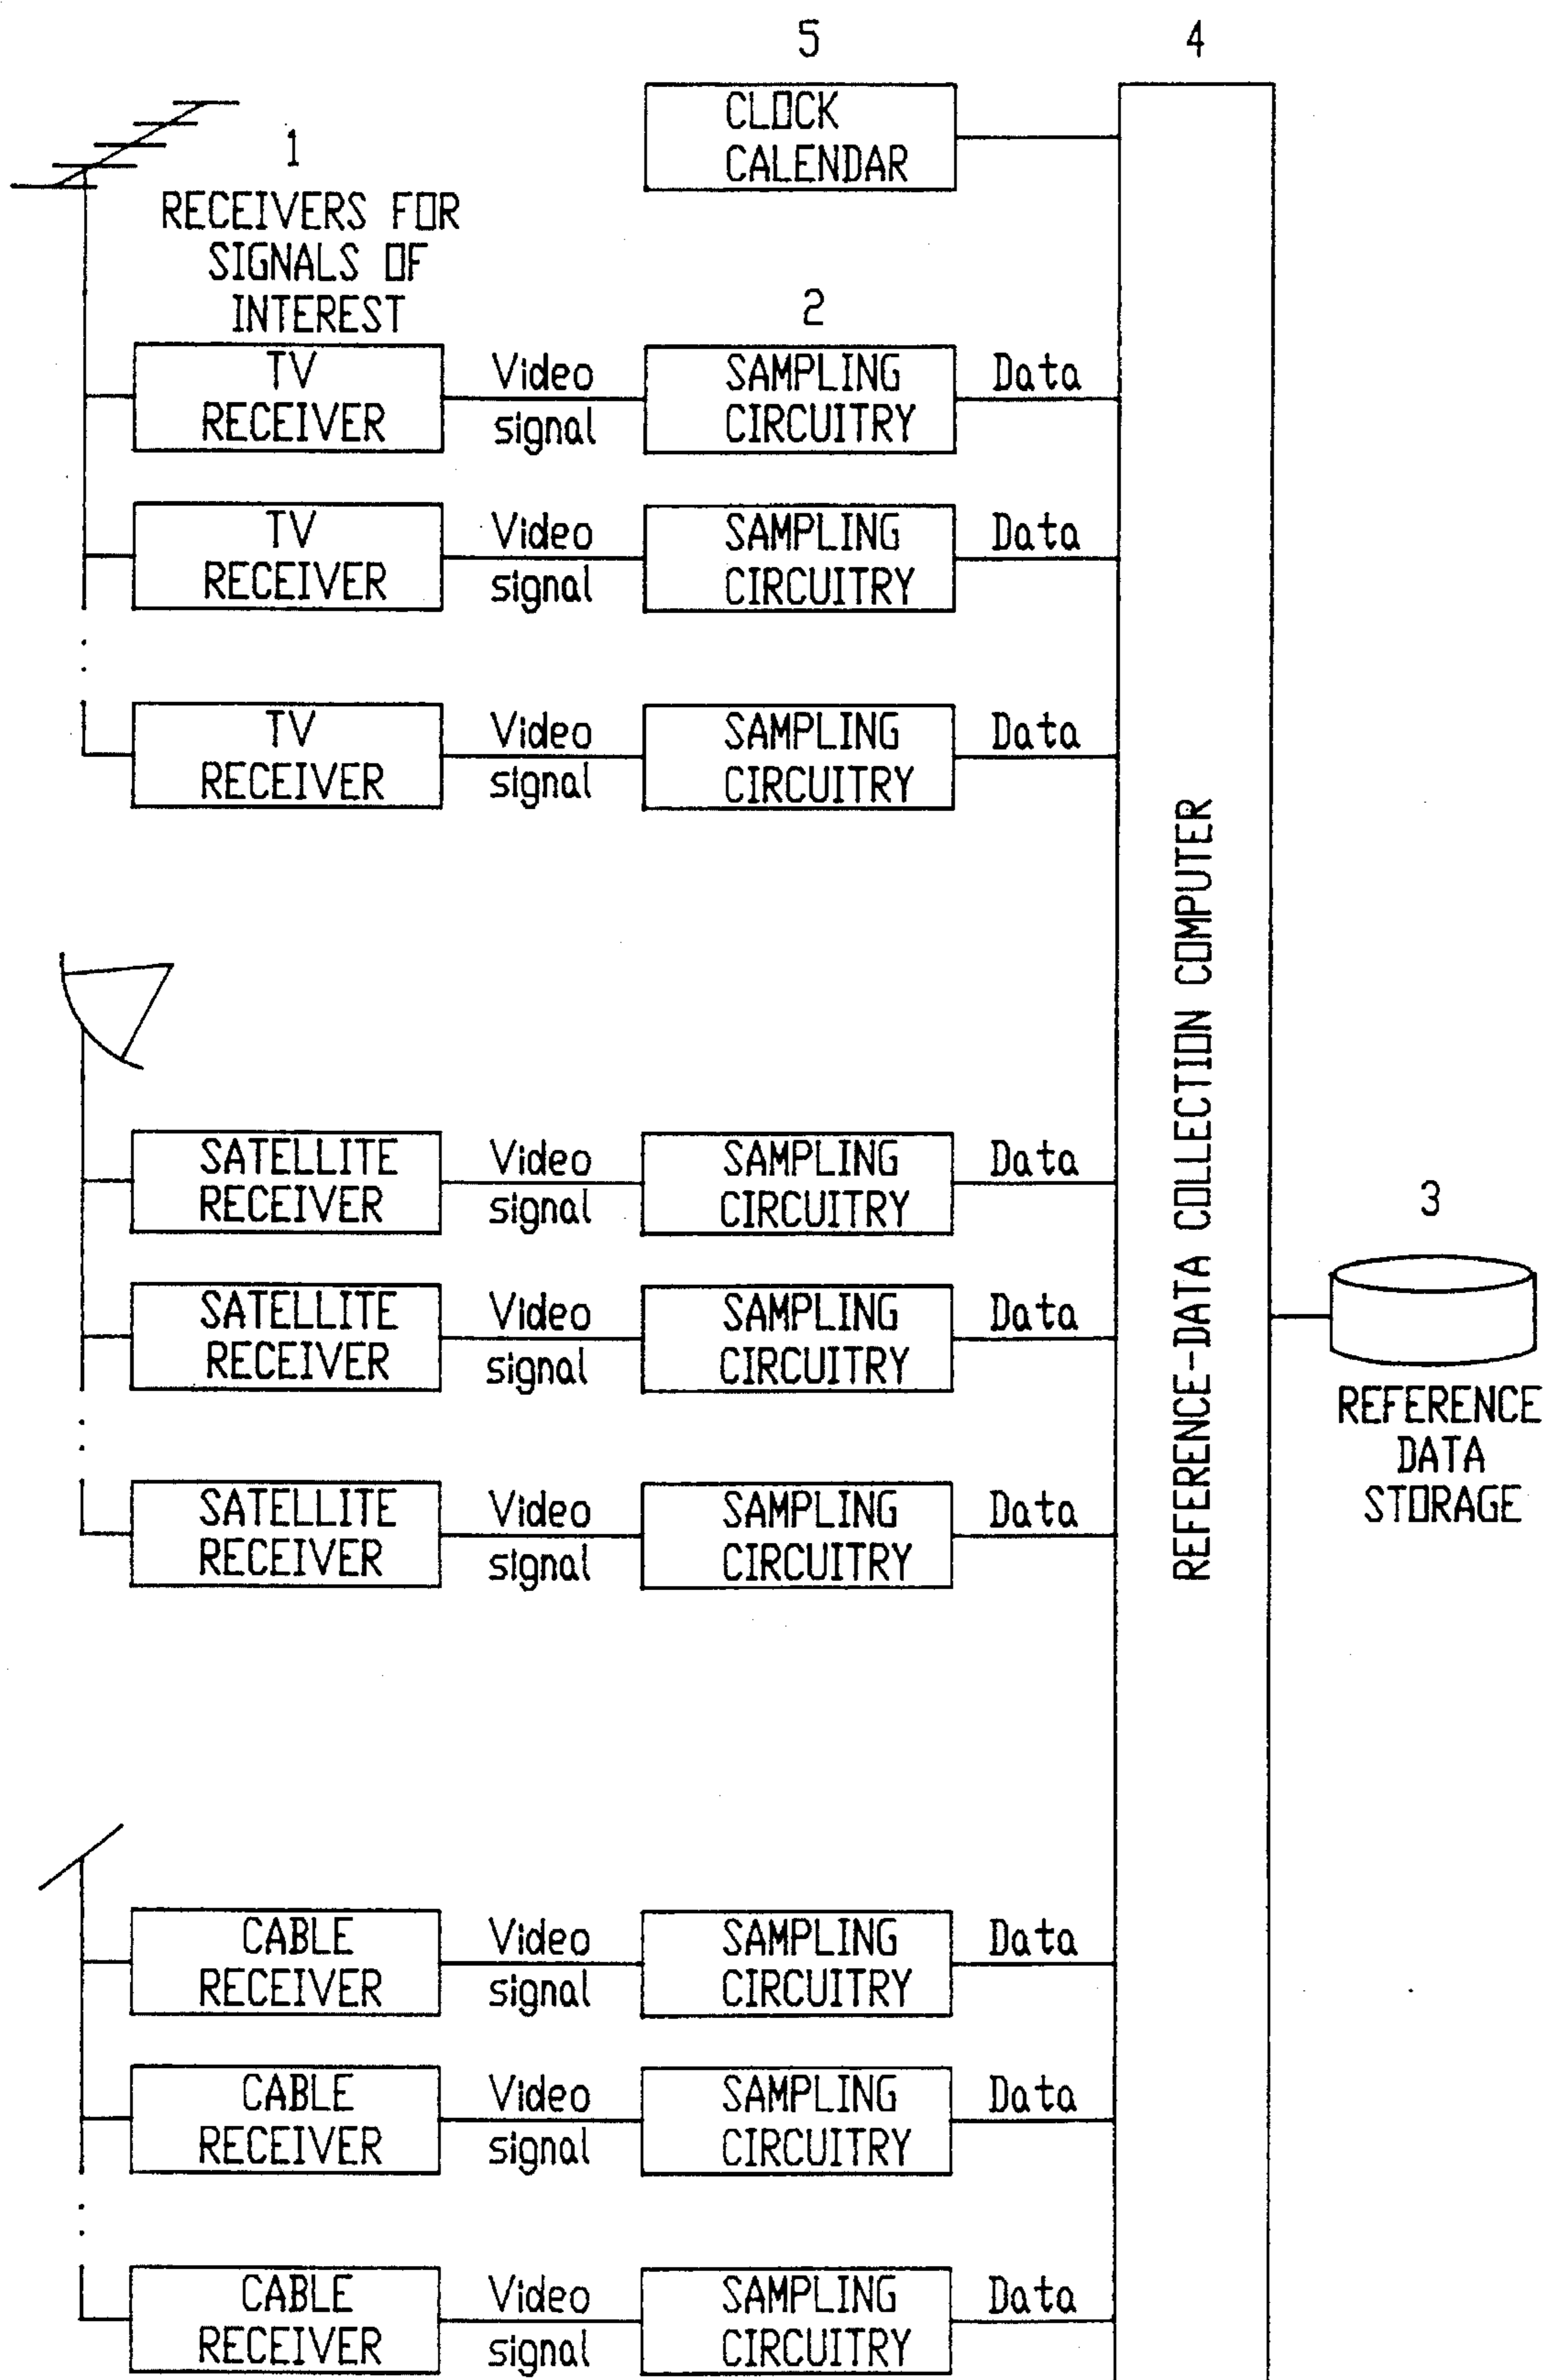 5
4
CLOCK
CALENDAR
1
RECEIVERS FOR
SIGNALS OF
INTEREST
2
TV
RECEIVER
Video
signal
SAMPLING
CIRCUITRY
Data
TV
RECEIVER
Video
signal
SAMPLING
CIRCUITRY
Data
TV
RECEIVER
Video
signal
SAMPLING
CIRCUITRY
Data
REFERENCE-DATA COLLECTION COMPUTER
SATELLITE
RECEIVER
Video
signal
SAMPLING
CIRCUITRY
Data
SATELLITE
RECEIVER
Video
signal
SAMPLING
CIRCUITRY
Data
SATELLITE
RECEIVER
Video
signal
SAMPLING
CIRCUITRY
Data
3
REFERENCE
DATA
STORAGE
CABLE
RECEIVER
Video
signal
SAMPLING
CIRCUITRY
Data
CABLE
RECEIVER
Video
signal
SAMPLING
CIRCUITRY
Data
CABLE
RECEIVER
Video
signal
SAMPLING
CIRCUITRY
Data